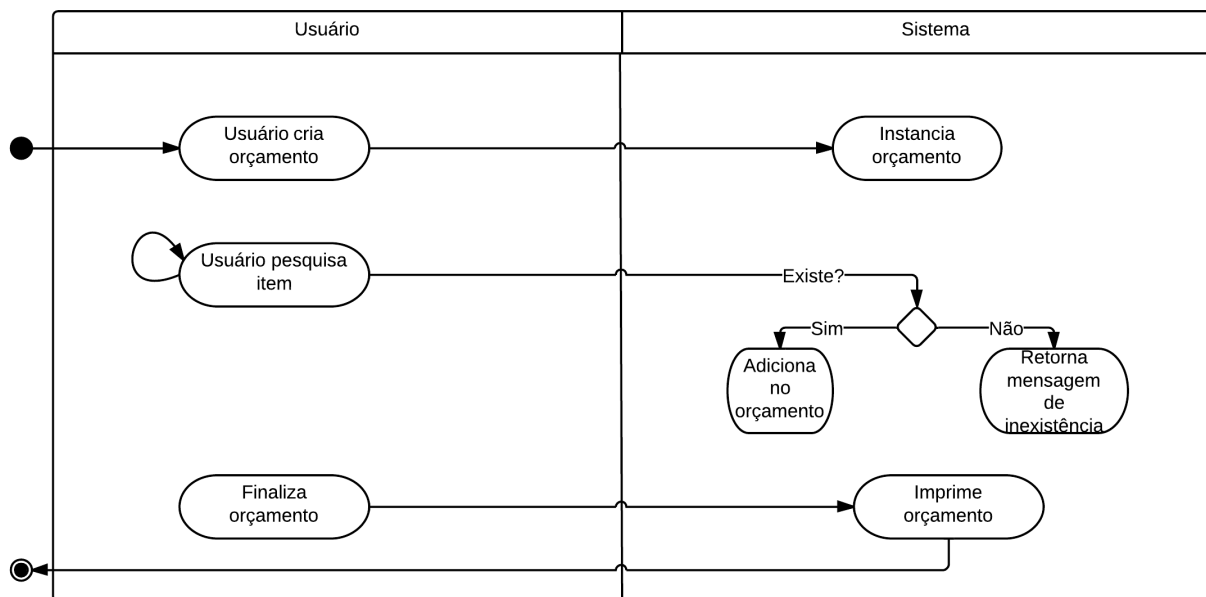 Usuário
Sistema
Usuário cria
orçamento
Instancia
orçamento
Usuário pesquisa
item
Existe?
Sim
Não
Adiciona
no
orçamento
Retorna
mensagem
de
inexistência
Finaliza
orçamento
Imprime
orçamento